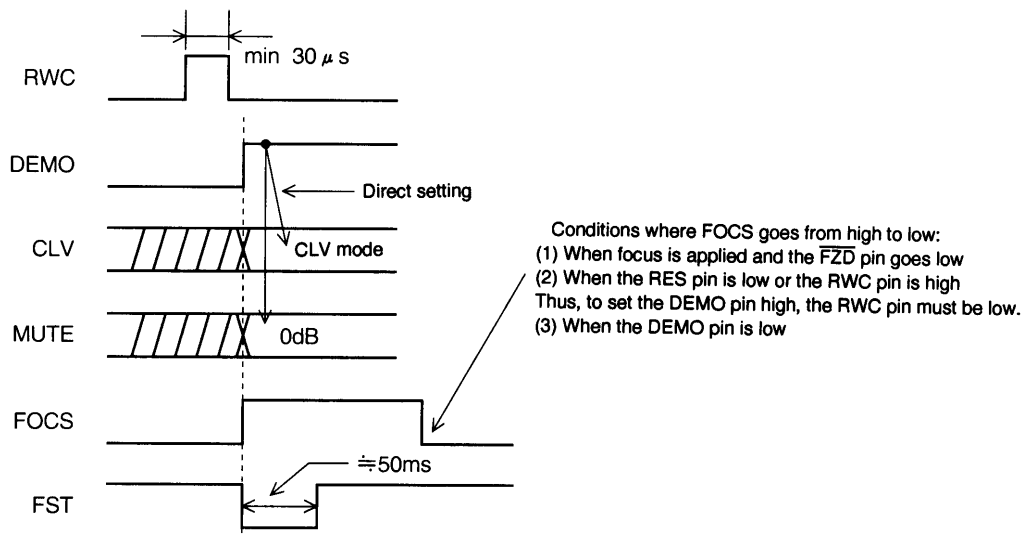 min 30 μ s
RWC
DEMO
Direct setting
CLV
CLV mode
MUTE
0dB
FOCS
≒50ms
FST
Conditions where FOCS goes from high to low:
(1) When focus is applied and the F̅Z̅D̅ pin goes low
(2) When the RES pin is low or the RWC pin is high
Thus, to set the DEMO pin high, the RWC pin must be low.
(3) When the DEMO pin is low